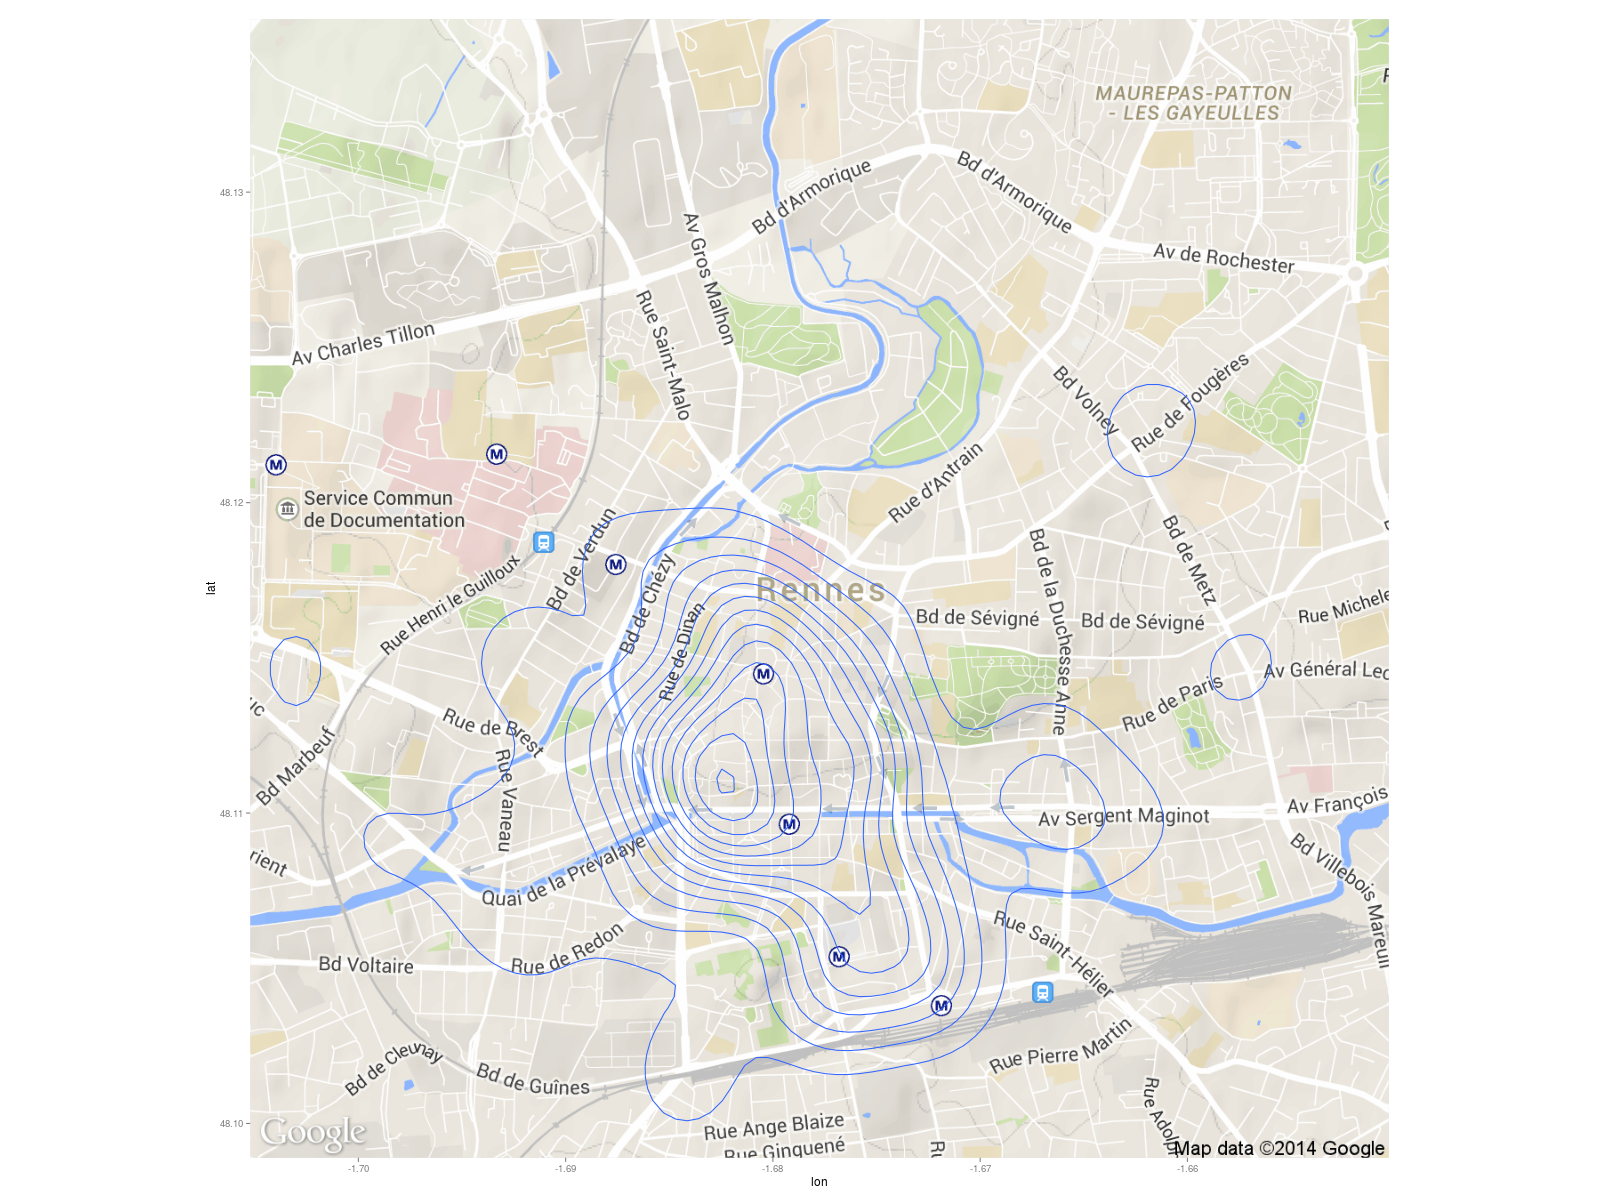 MAUREPAS-PATTON
- LES GAYEULLES
48.13
Bd d'Armorique
Bd d'Armorique
Av Gros Malhon
Av de Rochester
Rue Saint-Malo
Av Charles Tillon
Bd Volney
Rue de Fougères
M
M
Rue d'Antrain
48.12
Service Commun
de Documentation
Bd de Verdun
Bd de Metz
Rue Henri le Guilloux
M
Bd de Chézy
Rennes
Bd de la Duchesse Anne
lat
Rue de Dinan
Bd de Sévigné
Bd de Sévigné
Rue Michele
M
Av Général Lec
Rue de Paris
Rue de Brest
Bd Marbeuf
Rue Vaneau
48.11
M
Av Sergent Maginot
Av François
Bd Villebois Mareuil
rient
Quai de la Prévalaye
Rue Saint-Hélier
Rue de Redon
Bd Voltaire
M
M
Rue Pierre Martin
Bd de Clevnay
Bd de Guînes
48.10
Google
Rue Ange Blaize
Rue Ginguené
Rue Adolp
Map data ©2014 Google
-1.70
-1.69
-1.68
-1.67
-1.66
lon